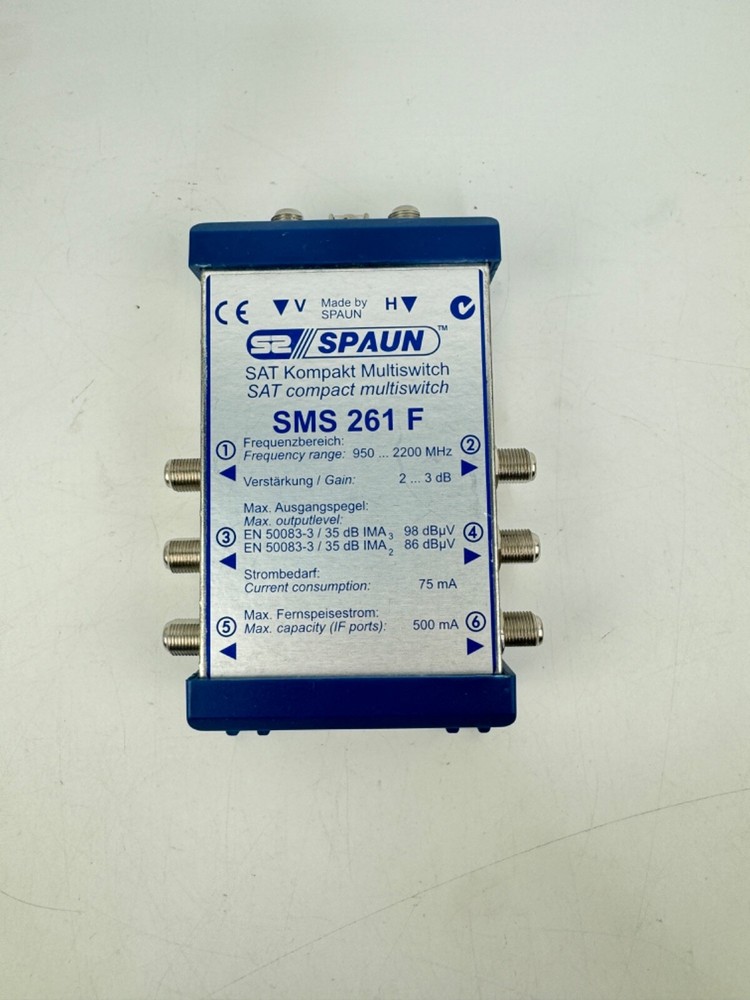 CE ▼V Made by SPAUN H▼
SPAUN™
SAT Kompakt Multiswitch
SAT compact multiswitch
SMS 261 F
① Frequenzbereich: ②
Frequency range: 950 ... 2200 MHz
◀ ▶
Verstärkung / Gain: 2 ... 3 dB
Max. Ausgangspegel:
Max. outputlevel:
③ EN 50083-3 / 35 dB IMA₃ 98 dBµV ④
EN 50083-3 / 35 dB IMA₂ 86 dBµV
◀ ▶
Strombedarf:
Current consumption: 75 mA
Max. Fernspeisestrom:
⑤ Max. capacity (IF ports): 500 mA ⑥
◀ ▶